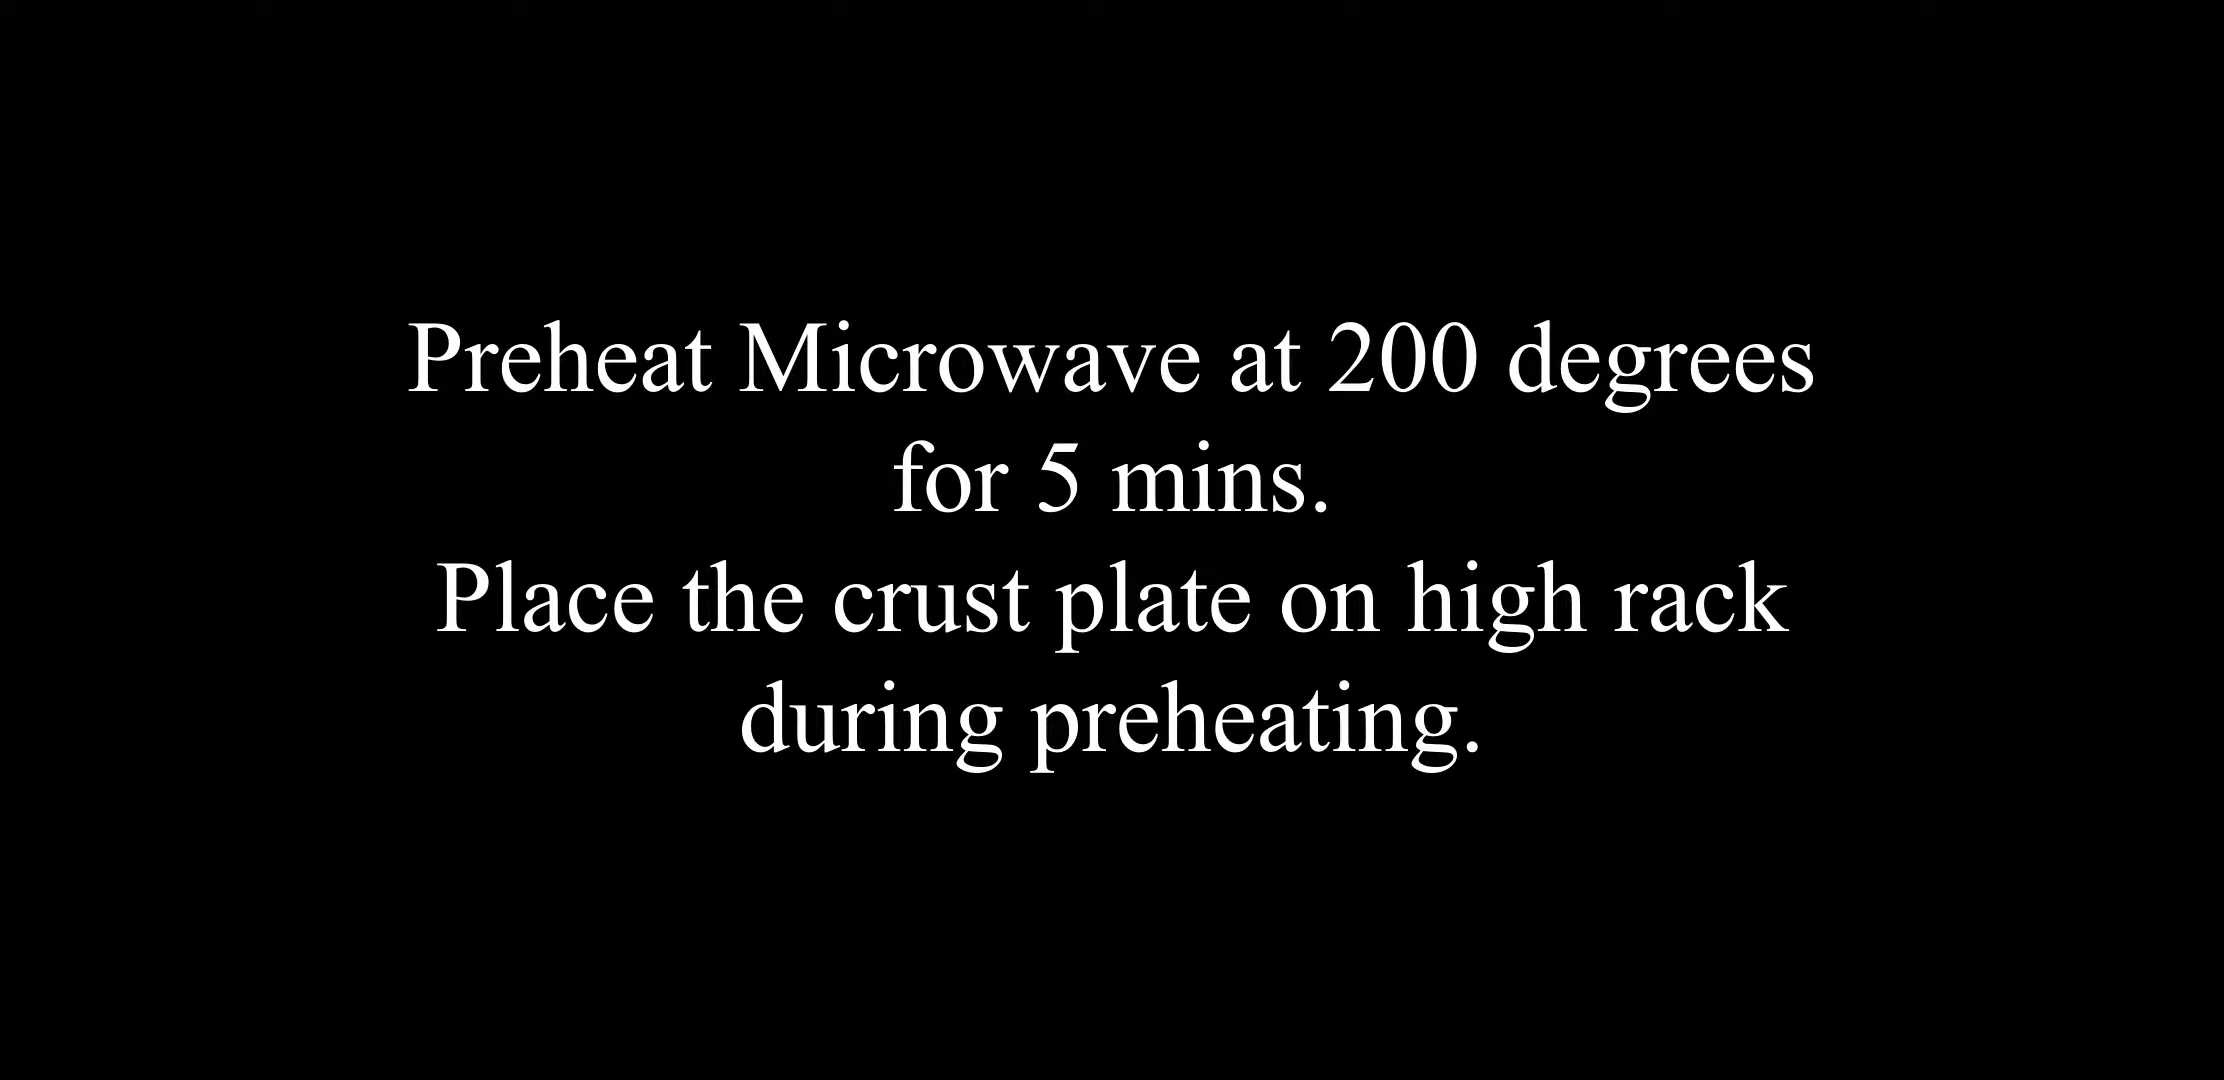 Preheat Microwave at 200 degrees
for 5 mins.
Place the crust plate on high rack
during preheating.